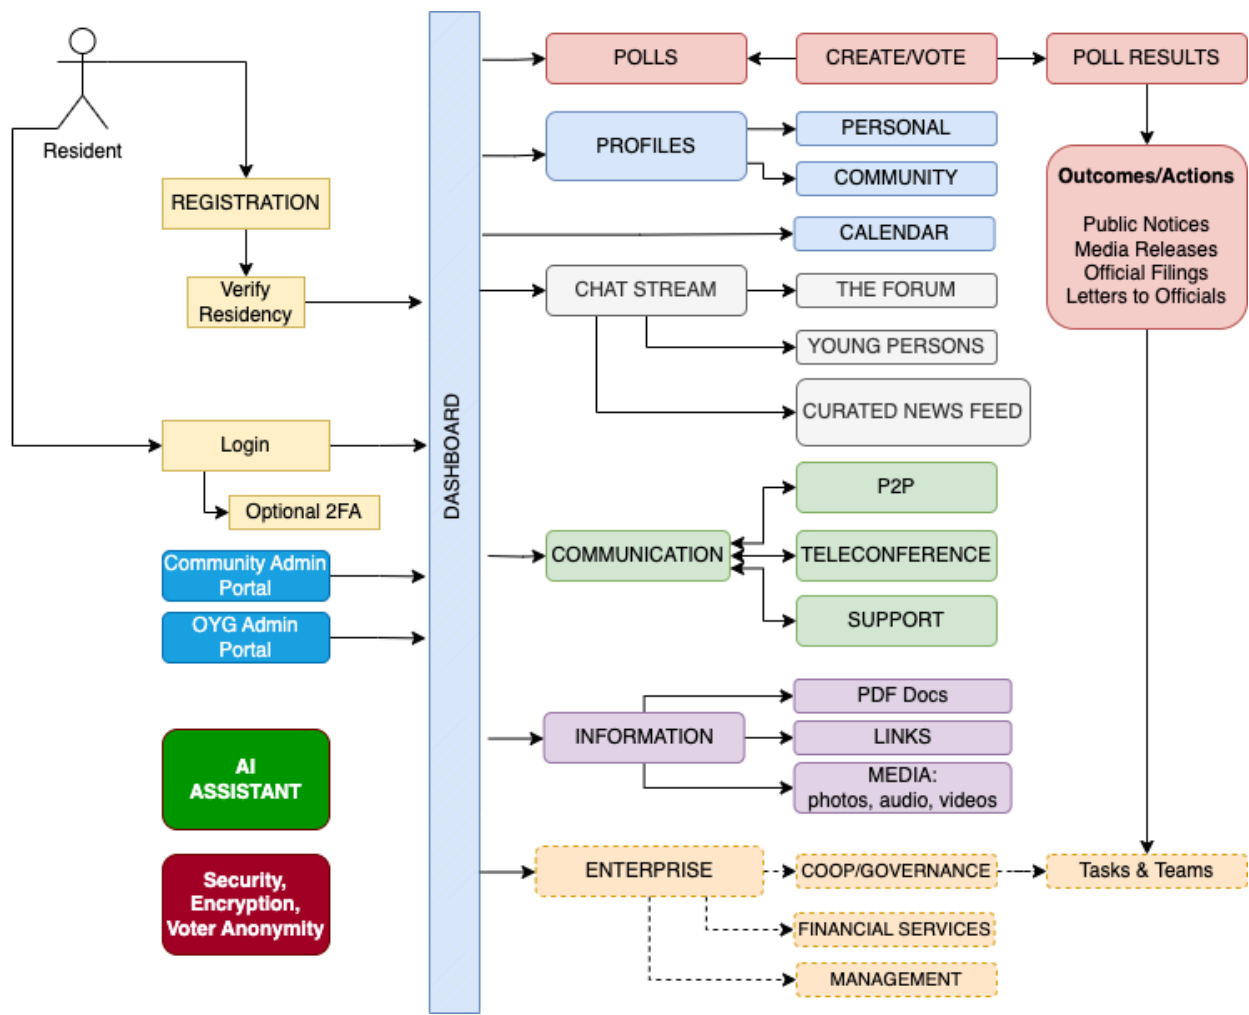 Resident
REGISTRATION
Verify
Residency
Login
Optional 2FA
Community Admin
Portal
OYG Admin
Portal
AI
ASSISTANT
Security,
Encryption,
Voter Anonymity
DASHBOARD
POLLS
CREATE/VOTE
POLL RESULTS
PROFILES
PERSONAL
COMMUNITY
CALENDAR
Outcomes/Actions
Public Notices
Media Releases
Official Filings
Letters to Officials
CHAT STREAM
THE FORUM
YOUNG PERSONS
CURATED NEWS FEED
COMMUNICATION
P2P
TELECONFERENCE
SUPPORT
INFORMATION
PDF Docs
LINKS
MEDIA:
photos, audio, videos
ENTERPRISE
COOP/GOVERNANCE
Tasks & Teams
FINANCIAL SERVICES
MANAGEMENT